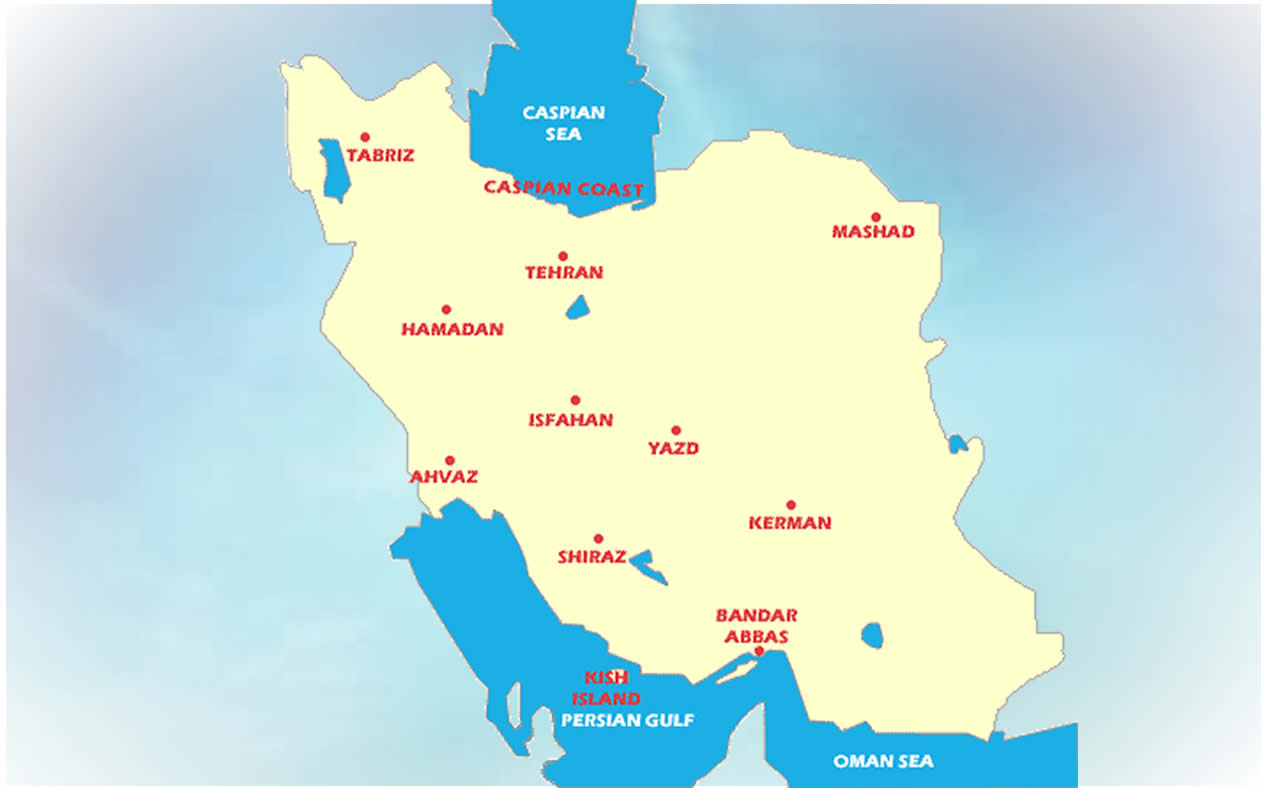 CASPIAN
SEA
TABRIZ
CASPIAN COAST
MASHAD
TEHRAN
HAMADAN
ISFAHAN
YAZD
AHVAZ
KERMAN
SHIRAZ
BANDAR
ABBAS
KISH
ISLAND
PERSIAN GULF
OMAN SEA